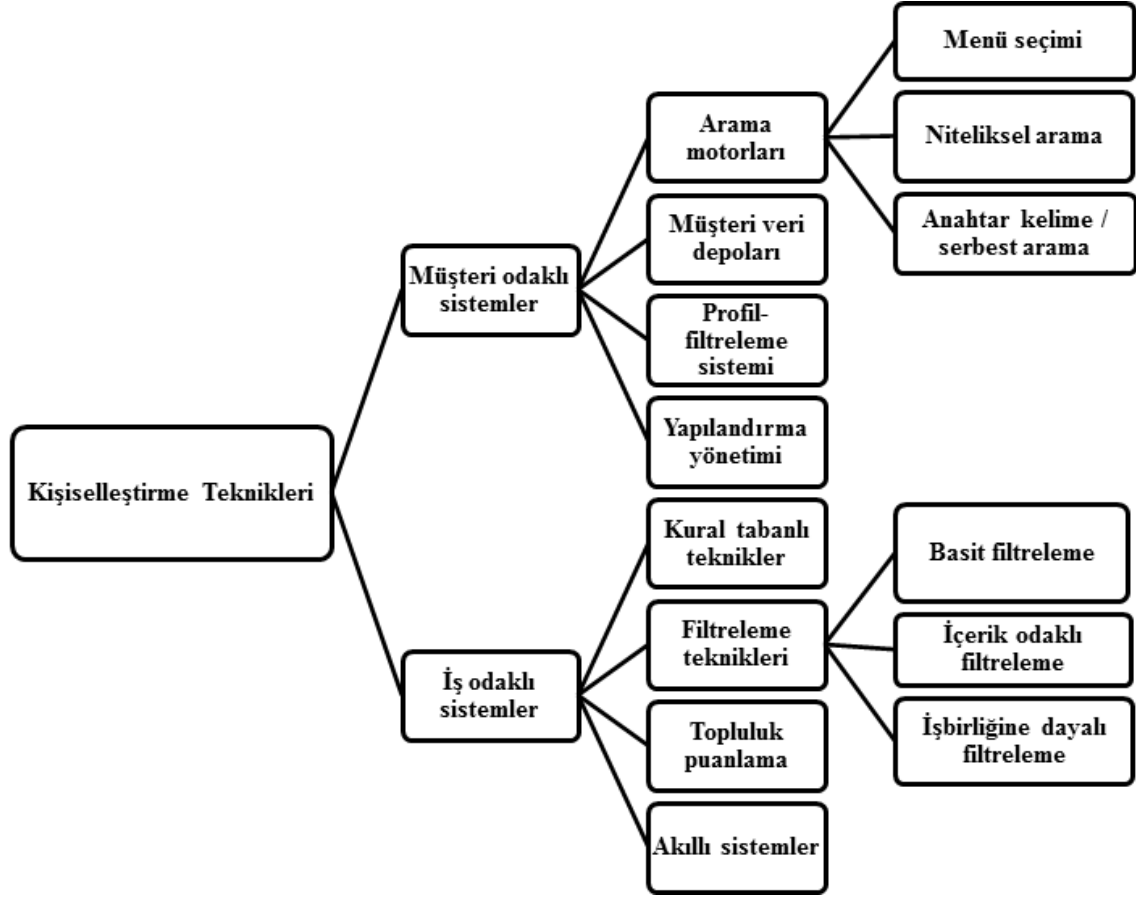 Kişiselleştirme Teknikleri
Müşteri odaklı
sistemler
Arama
motorları
Menü seçimi
Niteliksel arama
Anahtar kelime /
serbest arama
Müşteri veri
depoları
Profil-
filtreleme
sistemi
Yapılandırma
yönetimi
İş odaklı
sistemler
Kural tabanlı
teknikler
Filtreleme
teknikleri
Basit filtreleme
İçerik odaklı
filtreleme
İşbirliğine dayalı
filtreleme
Topluluk
puanlama
Akıllı sistemler